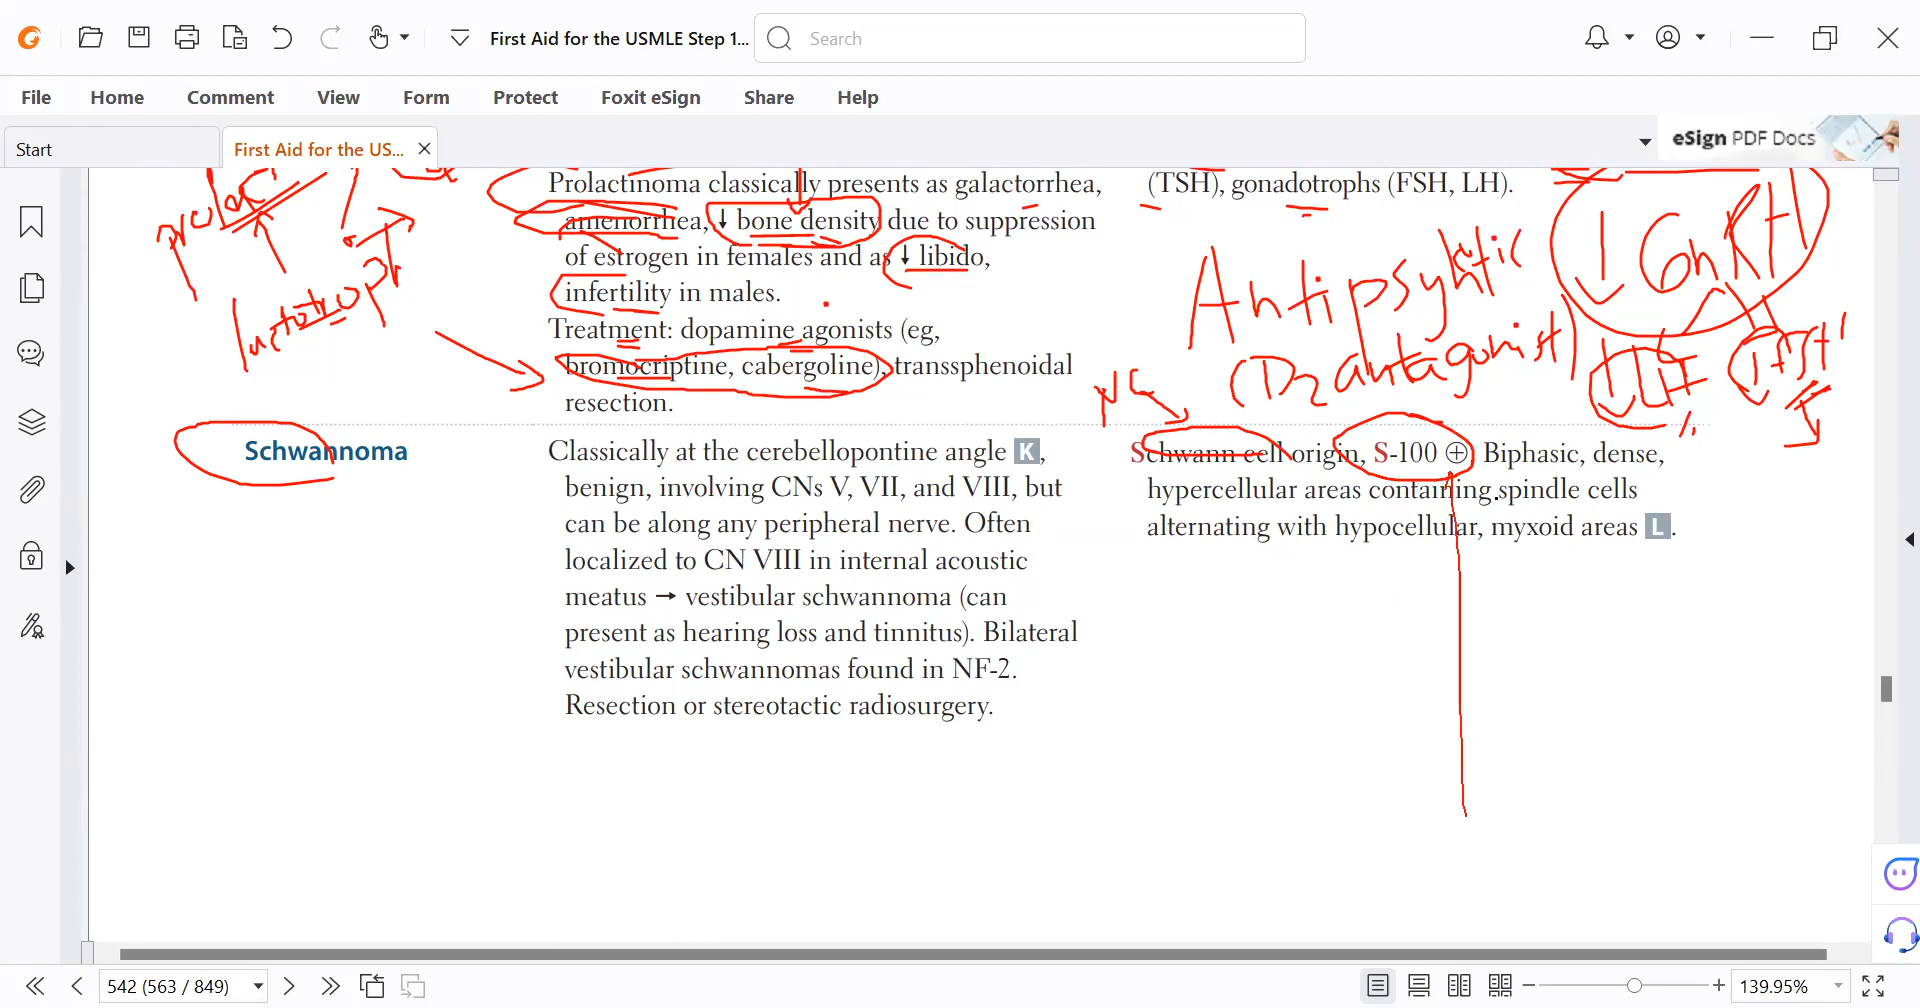 First Aid for the USMLE Step 1...
Search
File Home Comment View Form Protect Foxit eSign Share Help
Start
First Aid for the US...
eSign PDF Docs
Prolactinoma classically presents as galactorrhea,
amenorrhea, ↓ bone density due to suppression
of estrogen in females and as ↓ libido,
infertility in males.
Treatment: dopamine agonists (eg,
bromocriptine, cabergoline), transsphenoidal
resection.
(TSH), gonadotrophs (FSH, LH).
↓ GnRH
Antipsychotic
(D2 antagonist)
NC
Schwannoma
Classically at the cerebellopontine angle K,
benign, involving CNs V, VII, and VIII, but
can be along any peripheral nerve. Often
localized to CN VIII in internal acoustic
meatus → vestibular schwannoma (can
present as hearing loss and tinnitus). Bilateral
vestibular schwannomas found in NF-2.
Resection or stereotactic radiosurgery.
Schwann cell origin, S-100 ⊕. Biphasic, dense,
hypercellular areas containing spindle cells
alternating with hypocellular, myxoid areas L.
542 (563 / 849)
139.95%